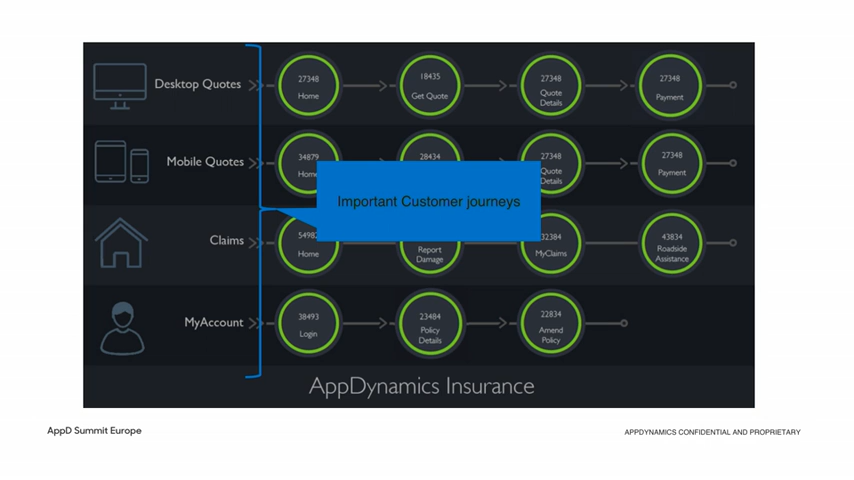 Desktop Quotes
27348
Home
18435
Get Quote
27348
Quote
Details
27348
Payment
Mobile Quotes
34879
Home
28434
27348
Quote
Details
27348
Payment
Important Customer journeys
Claims
Home
Report
Damage
32384
MyClaims
43834
Roadside
Assistance
MyAccount
38493
Login
23484
Policy
Details
22834
Amend
Policy
AppDynamics Insurance
AppD Summit Europe
APPDYNAMICS CONFIDENTIAL AND PROPRIETARY